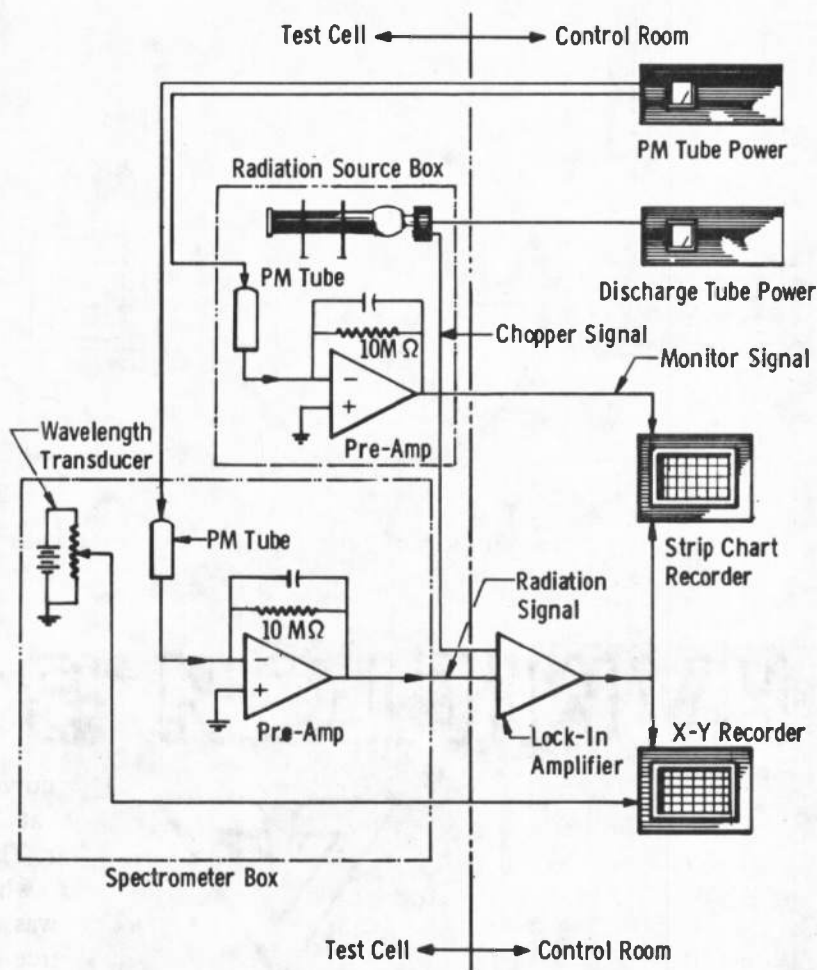 Test Cell
Control Room
PM Tube Power
Radiation Source Box
PM Tube
Discharge Tube Power
10M Ω
Chopper Signal
Monitor Signal
−
+
Pre-Amp
Wavelength
Transducer
PM Tube
Strip Chart
Recorder
Radiation
Signal
10 MΩ
−
+
Pre-Amp
Lock-In
Amplifier
X-Y Recorder
Spectrometer Box
Test Cell
Control Room